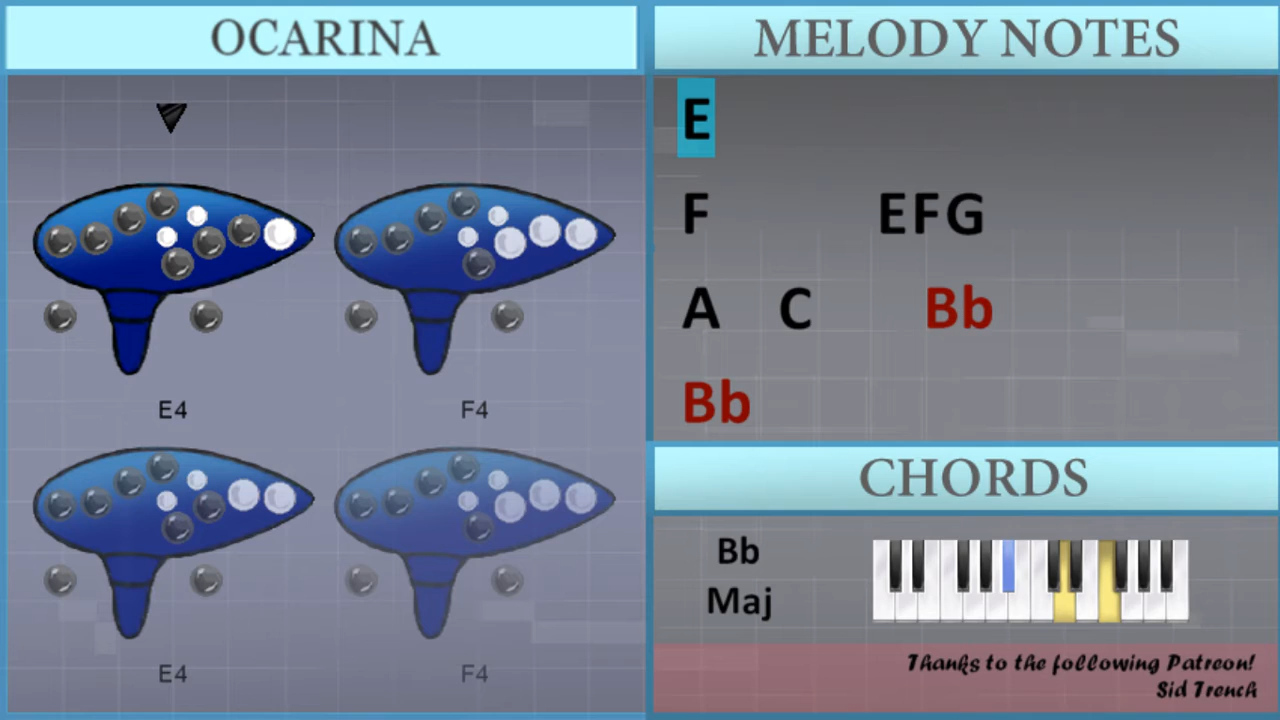 OCARINA
E4 F4
E4 F4
MELODY NOTES
E
F EFG
A C Bb
Bb
CHORDS
Bb
Maj
Thanks to the following Patreon!
Sid Trench